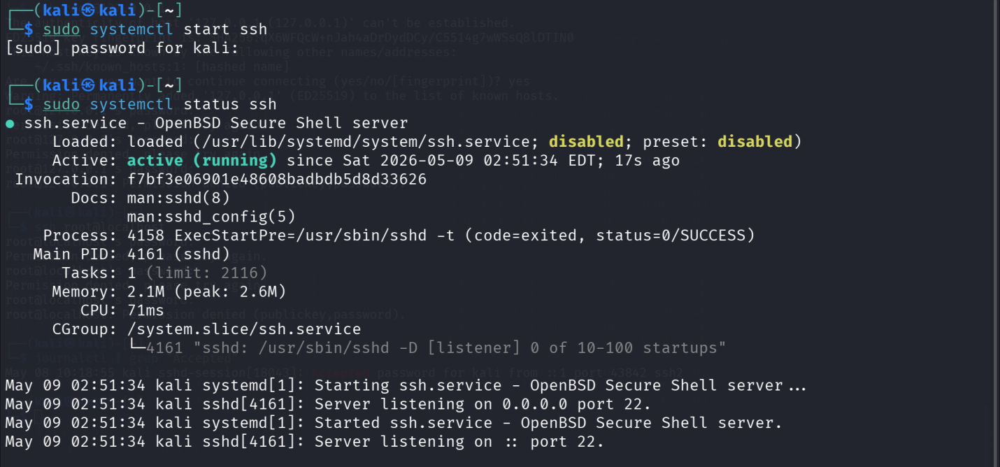 ┌──(kali㉿kali)-[~]
└─$ sudo systemctl start ssh
[sudo] password for kali:
┌──(kali㉿kali)-[~]
└─$ sudo systemctl status ssh
● ssh.service - OpenBSD Secure Shell server
Loaded: loaded (/usr/lib/systemd/system/ssh.service; disabled; preset: disabled)
Active: active (running) since Sat 2026-05-09 02:51:34 EDT; 17s ago
Invocation: f7bf3e06901e48608badbdb5d8d33626
Docs: man:sshd(8)
man:sshd_config(5)
Process: 4158 ExecStartPre=/usr/sbin/sshd -t (code=exited, status=0/SUCCESS)
Main PID: 4161 (sshd)
Tasks: 1 (limit: 2116)
Memory: 2.1M (peak: 2.6M)
CPU: 71ms
CGroup: /system.slice/ssh.service
└─4161 "sshd: /usr/sbin/sshd -D [listener] 0 of 10-100 startups"
May 09 02:51:34 kali systemd[1]: Starting ssh.service - OpenBSD Secure Shell server...
May 09 02:51:34 kali sshd[4161]: Server listening on 0.0.0.0 port 22.
May 09 02:51:34 kali systemd[1]: Started ssh.service - OpenBSD Secure Shell server.
May 09 02:51:34 kali sshd[4161]: Server listening on :: port 22.